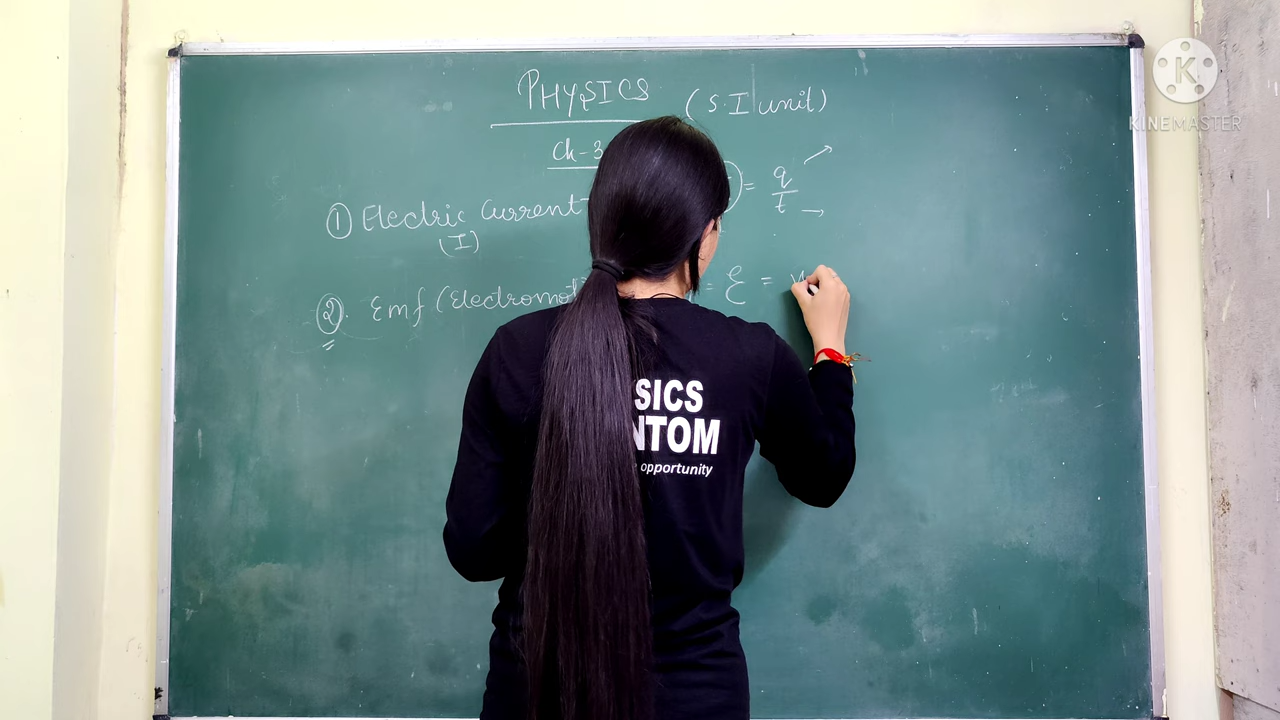 PHYSICS (S.I unit)
Ch-3
① Electric Current = q/t
(I)
②. Emf (Electromot = Ɛ =
SICS
NTOM
opportunity
K
KINEMASTER